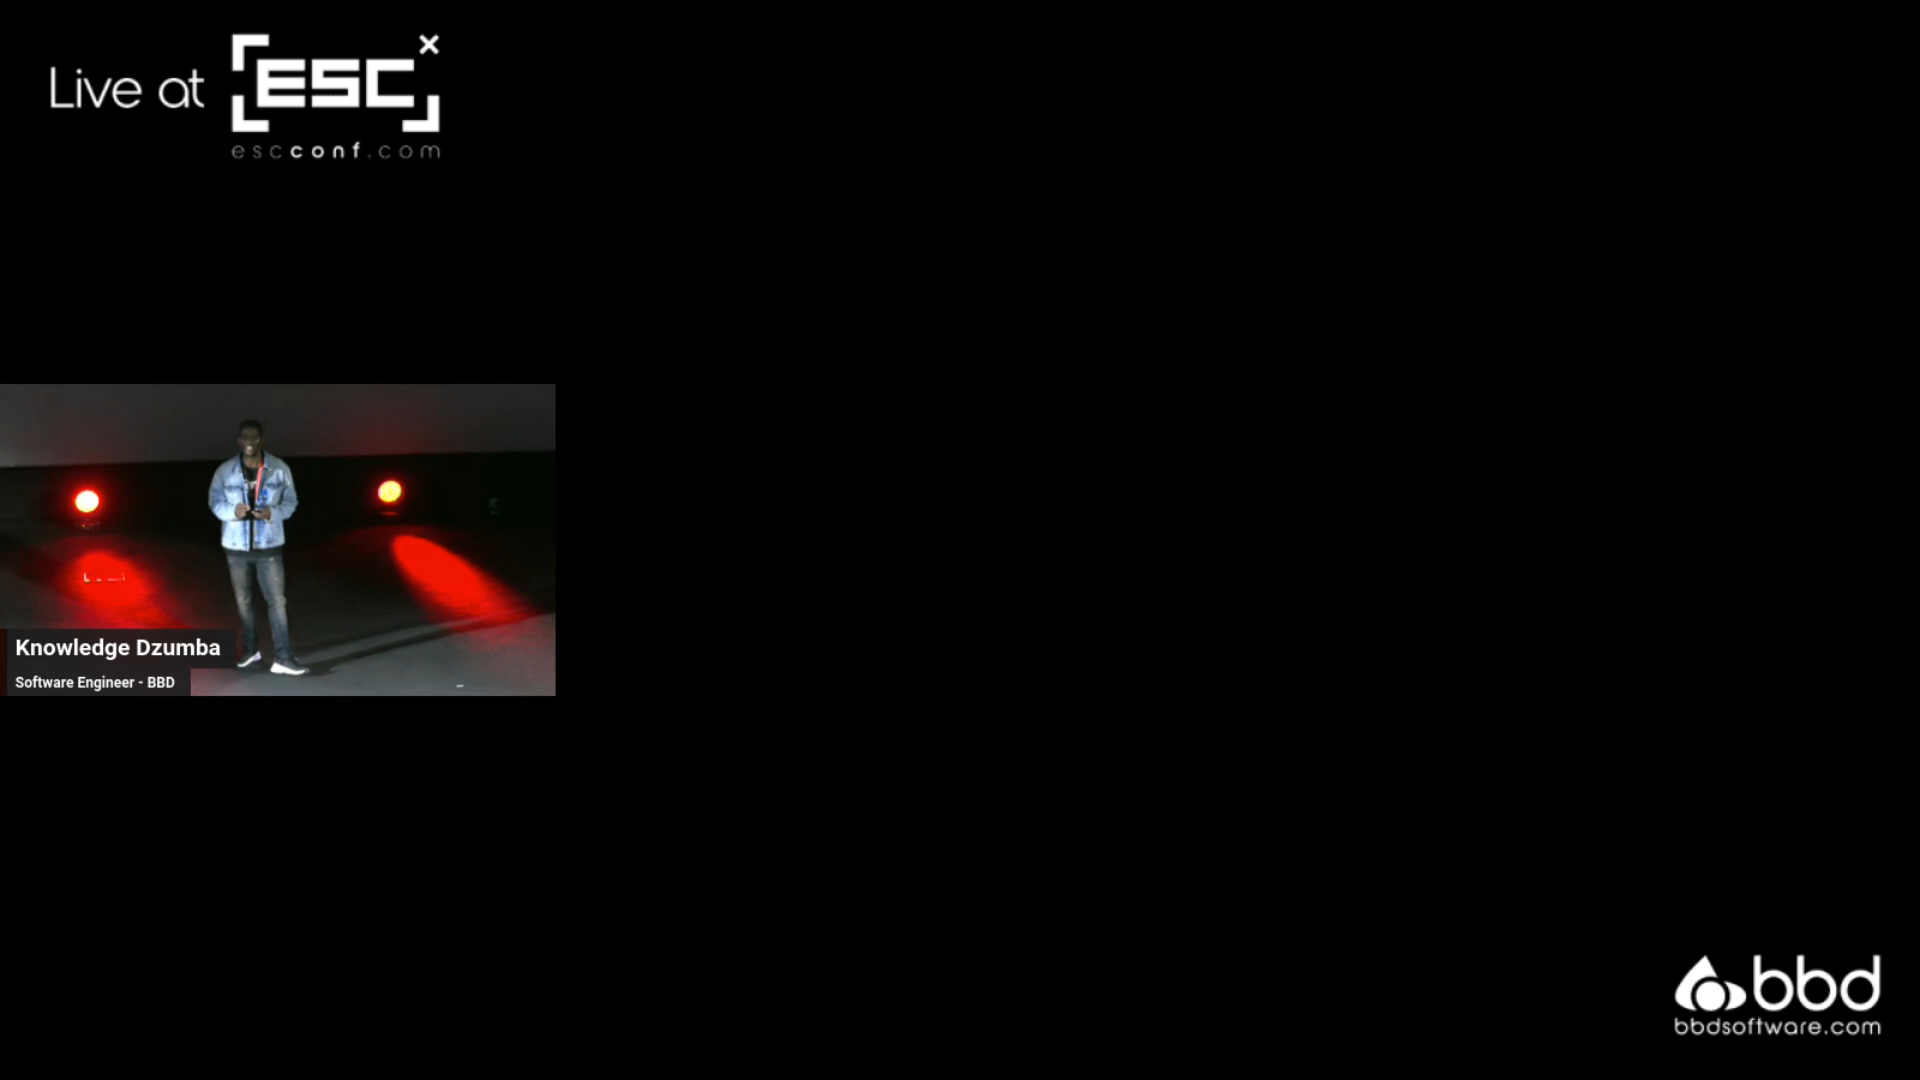 Live at ESC
escconf.com
Knowledge Dzumba
Software Engineer - BBD
bbd
bbdsoftware.com